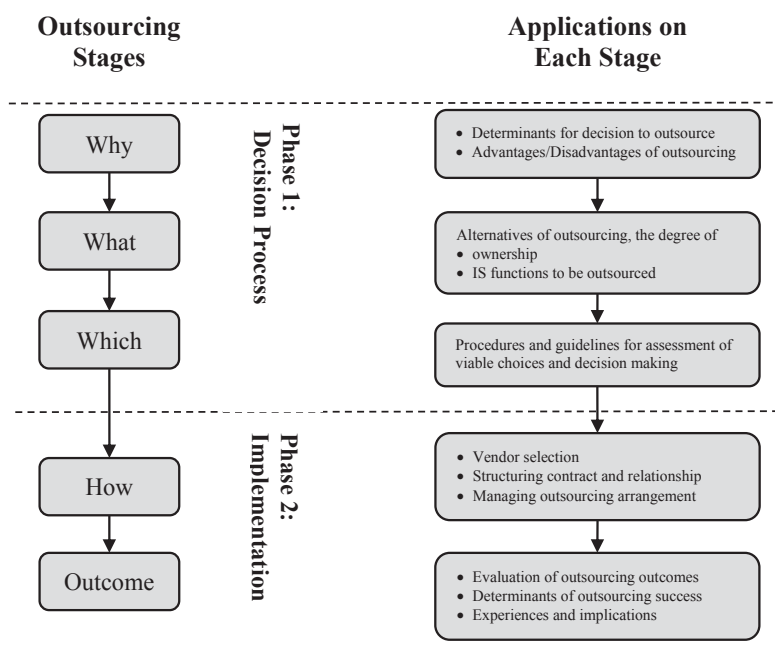 Outsourcing
Stages
Applications on
Each Stage
Why
What
Which
Phase 1:
Decision Process
• Determinants for decision to outsource
• Advantages/Disadvantages of outsourcing
Alternatives of outsourcing, the degree of
• ownership
• IS functions to be outsourced
Procedures and guidelines for assessment of
viable choices and decision making
How
Outcome
Phase 2:
Implementation
• Vendor selection
• Structuring contract and relationship
• Managing outsourcing arrangement
• Evaluation of outsourcing outcomes
• Determinants of outsourcing success
• Experiences and implications